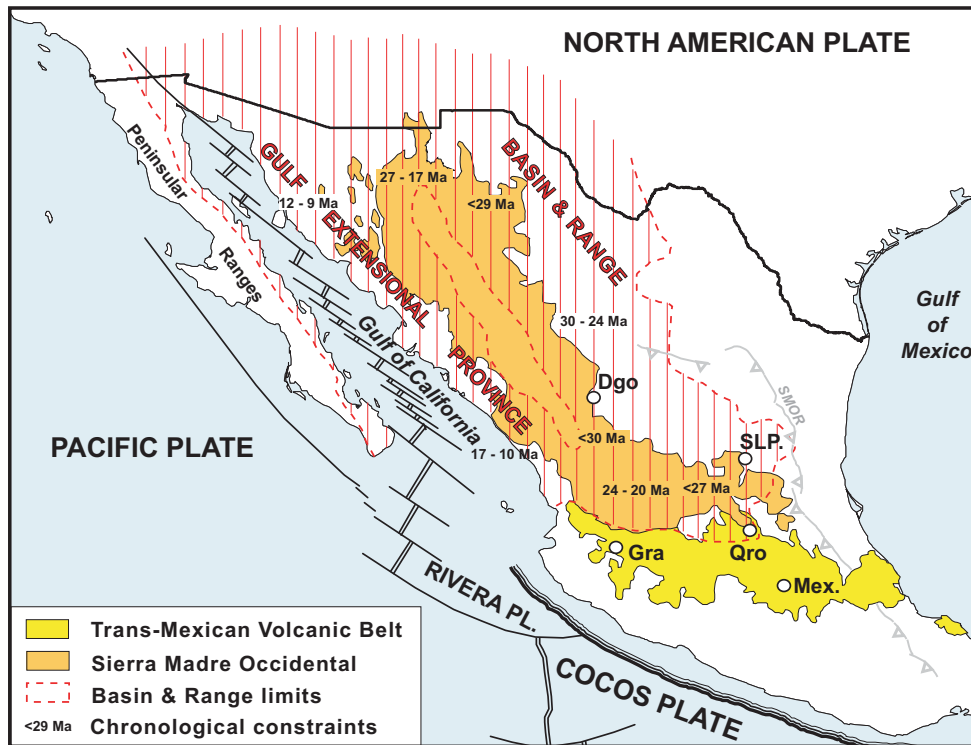 NORTH AMERICAN PLATE
Peninsular
Ranges
GULF
EXTENSIONAL
PROVINCE
BASIN & RANGE
27 - 17 Ma
12 - 9 Ma
<29 Ma
30 - 24 Ma
Gulf
of
Mexico
Gulf of California
Dgo
SMOR
PACIFIC PLATE
<30 Ma
SLP.
17 - 10 Ma
24 - 20 Ma
<27 Ma
Gra
Qro
Mex.
RIVERA PL.
COCOS PLATE
Trans-Mexican Volcanic Belt
Sierra Madre Occidental
Basin & Range limits
<29 Ma Chronological constraints